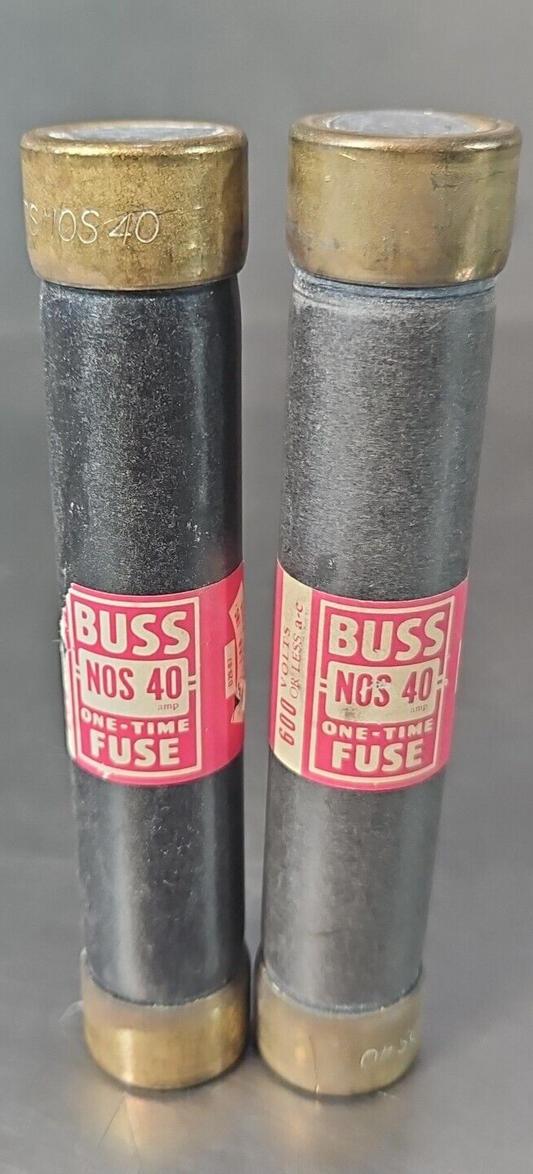 NOS 40
BUSS
NOS 40
amp
ONE-TIME
FUSE
600 VOLTS
OR LESS a-c
BUSS
NOS 40
amp
ONE-TIME
FUSE